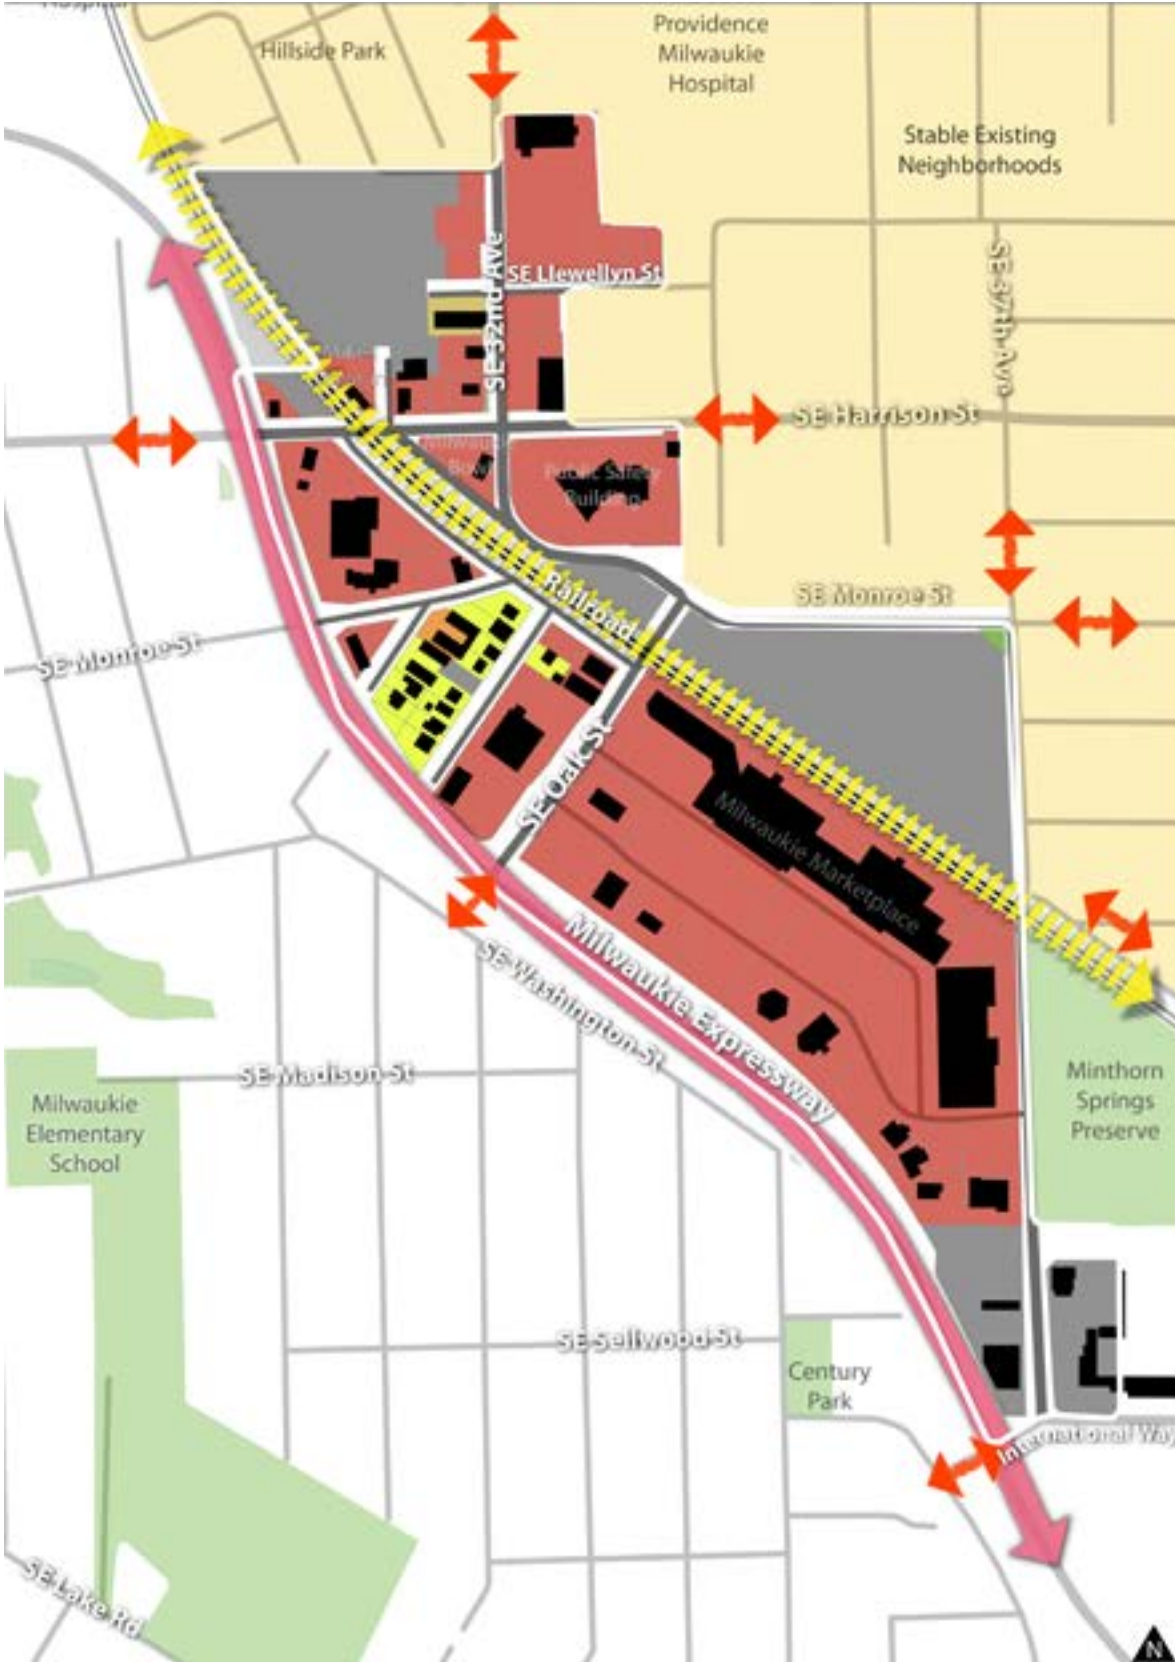 Hospital
Hillside Park
Providence
Milwaukie
Hospital
Stable Existing
Neighborhoods
SE 32nd Ave
SE Llewellyn St
SE 37th Ave
SE Harrison St
Milwaukie
Bowl
Public Safety
Building
Railroad
SE Monroe St
SE Monroe St
SE Oak St
Milwaukie Marketplace
Milwaukie Expressway
SE Washington St
SE Madison St
Milwaukie
Elementary
School
Minthorn
Springs
Preserve
SE Sellwood St
Century
Park
International Way
SE Lake Rd
N